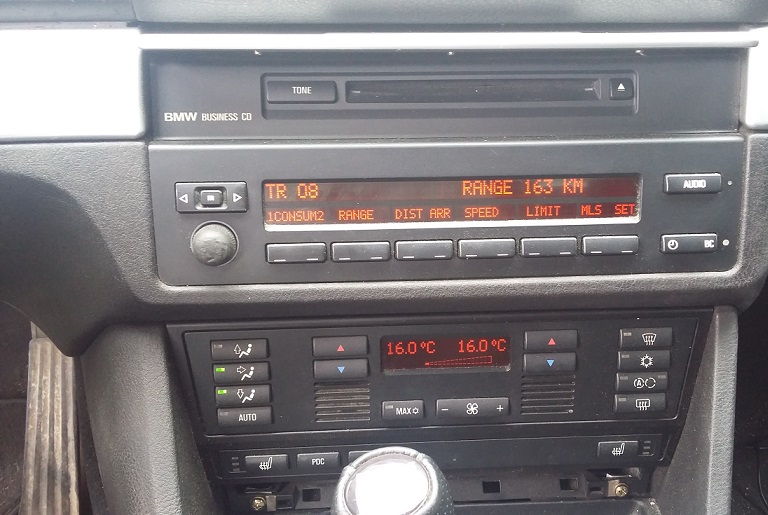 TONE
BMW BUSINESS CD
TR 08 RANGE 163 KM
1CONSUM2 RANGE DIST ARR SPEED LIMIT MLS SET
AUDIO
BC
16.0 °C 16.0 °C
AUTO
MAX
- +
A
PDC